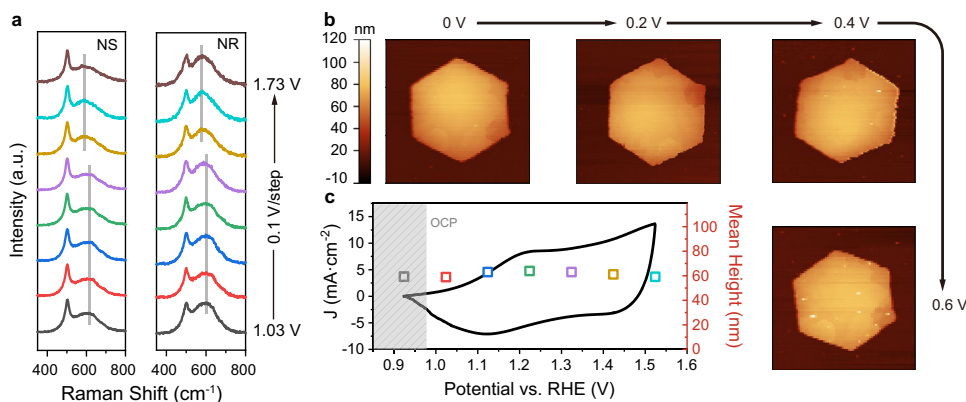 a
NS
NR
1.73 V
0.1 V/step
1.03 V
Intensity (a.u.)
400 600 800
400 600 800
Raman Shift (cm⁻¹)
b
nm
120
100
80
60
40
20
-10
0 V
0.2 V
0.4 V
0.6 V
c
OCP
J (mA·cm⁻²)
15
10
5
0
-5
-10
Mean Height (nm)
100
80
60
40
20
0
0.9 1.0 1.1 1.2 1.3 1.4 1.5 1.6
Potential vs. RHE (V)